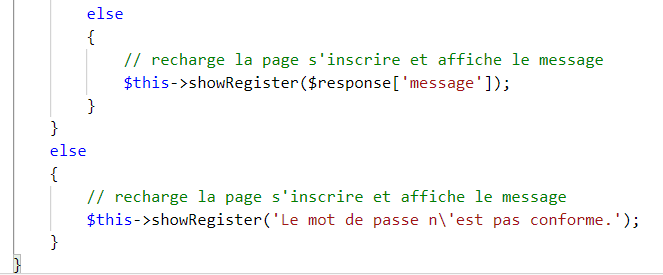 else
{
// recharge la page s'inscrire et affiche le message
$this->showRegister($response['message']);
}
}
else
{
// recharge la page s'inscrire et affiche le message
$this->showRegister('Le mot de passe n\'est pas conforme.');
}
}